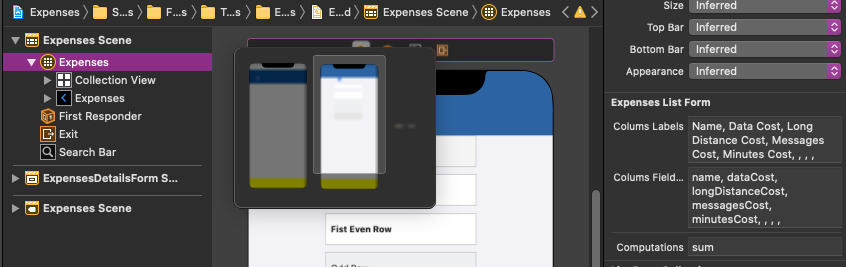 Expenses
S...s
F...s
T...s
E...s
E...d
Expenses Scene
Expenses
Expenses Scene
Expenses
Collection View
Expenses
First Responder
Exit
Search Bar
ExpensesDetailsForm S...
Expenses Scene
Fist Even Row
Odd Row
Size
Inferred
Top Bar
Inferred
Bottom Bar
Inferred
Appearance
Inferred
Expenses List Form
Colums Labels
Name, Data Cost, Long
Distance Cost, Messages
Cost, Minutes Cost, , , ,
Colums Field...
name, dataCost,
longDistanceCost,
messagesCost,
minutesCost, , , ,
Computations
sum